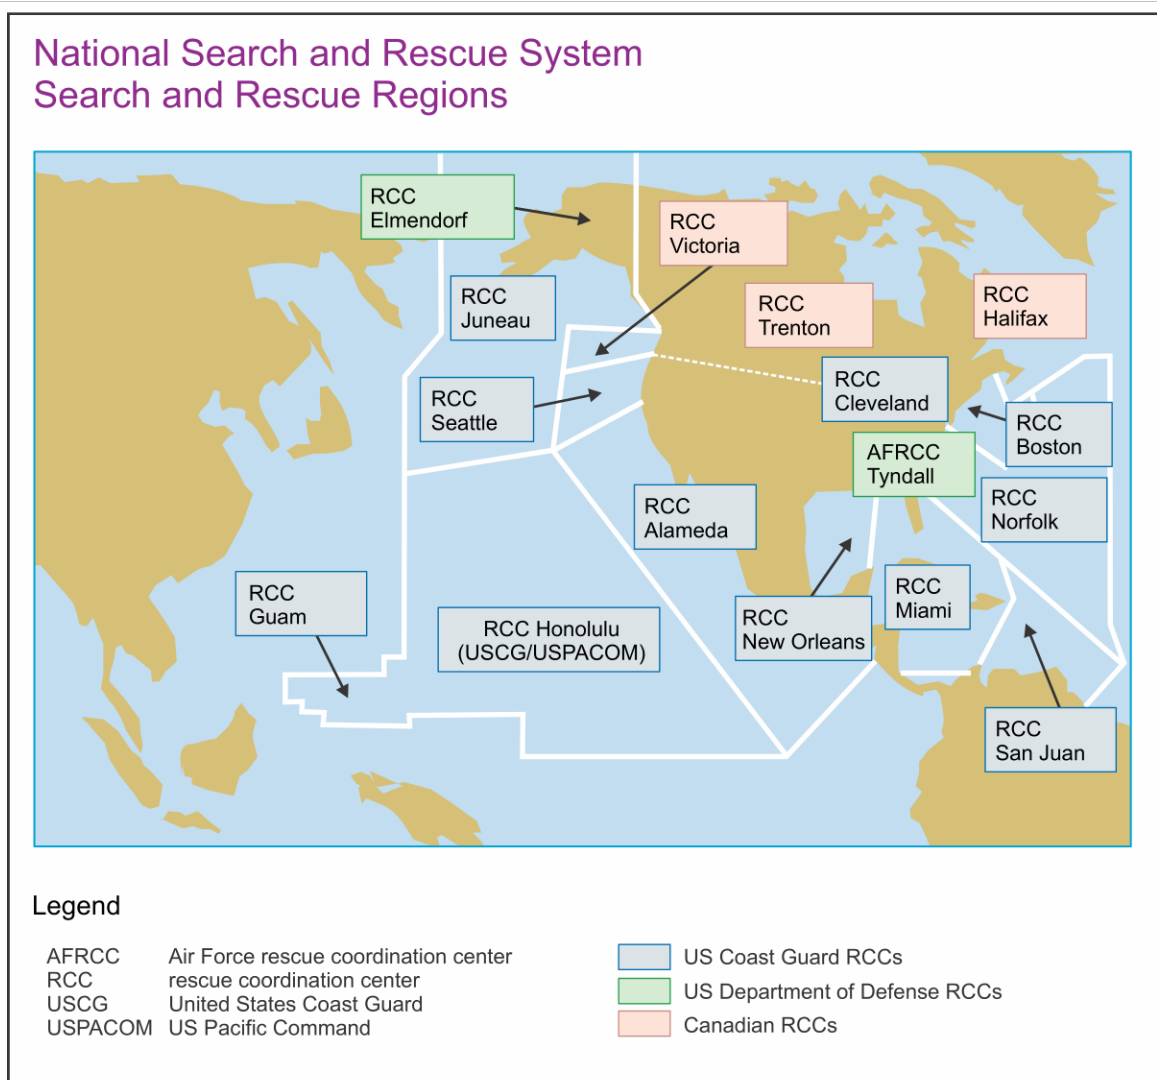 National Search and Rescue System
Search and Rescue Regions
RCC
Elmendorf
RCC
Victoria
RCC
Juneau
RCC
Trenton
RCC
Halifax
RCC
Seattle
RCC
Cleveland
RCC
Boston
AFRCC
Tyndall
RCC
Alameda
RCC
Norfolk
RCC
Guam
RCC Honolulu
(USCG/USPACOM)
RCC
New Orleans
RCC
Miami
RCC
San Juan
Legend
AFRCC Air Force rescue coordination center
RCC rescue coordination center
USCG United States Coast Guard
USPACOM US Pacific Command
US Coast Guard RCCs
US Department of Defense RCCs
Canadian RCCs